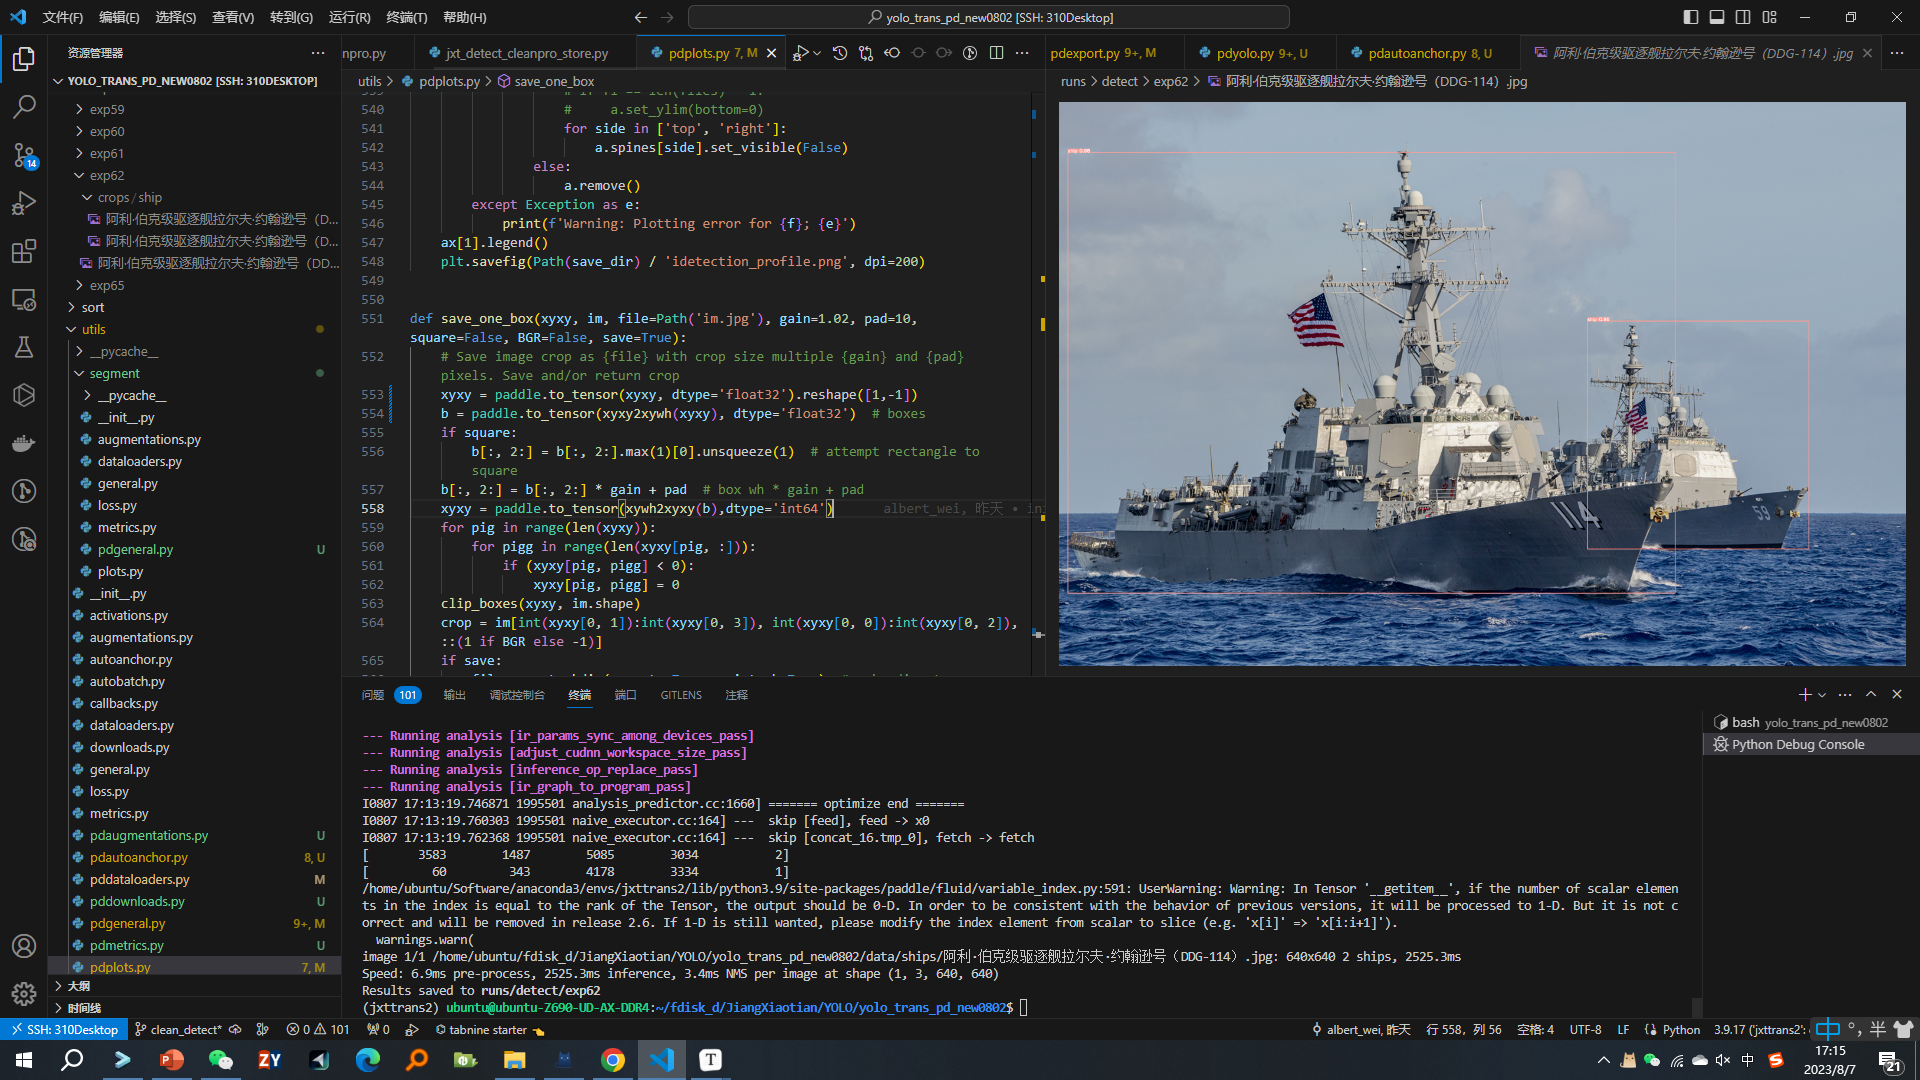 文件(F) 编辑(E) 选择(S) 查看(V) 转到(G) 运行(R) 终端(T) 帮助(H)
yolo_trans_pd_new0802 [SSH: 310Desktop]
资源管理器
npro.py jxt_detect_cleanpro_store.py pdplots.py 7, M
pdexport.py 9+, M pdyolo.py 9+, U pdautoanchor.py 8, U 阿利·伯克级驱逐舰拉尔夫·约翰逊号（DDG-114）.jpg
YOLO_TRANS_PD_NEW0802 [SSH: 310DESKTOP]
exp59
exp60
exp61
exp62
crops / ship
阿利·伯克级驱逐舰拉尔夫·约翰逊号（D...
阿利·伯克级驱逐舰拉尔夫·约翰逊号（D...
阿利·伯克级驱逐舰拉尔夫·约翰逊号（DD...
exp65
sort
utils
__pycache__
segment
__pycache__
__init__.py
augmentations.py
dataloaders.py
general.py
loss.py
metrics.py
pdgeneral.py U
plots.py
__init__.py
activations.py
augmentations.py
autoanchor.py
autobatch.py
callbacks.py
dataloaders.py
downloads.py
general.py
loss.py
metrics.py
pdaugmentations.py U
pdautoanchor.py 8, U
pddataloaders.py M
pddownloads.py U
pdgeneral.py 9+, M
pdmetrics.py U
pdplots.py 7, M
大纲
时间线
14
utils > pdplots.py > save_one_box
540 #     a.set_ylim(bottom=0)
541 for side in ['top', 'right']:
542 a.spines[side].set_visible(False)
543 else:
544 a.remove()
545 except Exception as e:
546 print(f'Warning: Plotting error for {f}; {e}')
547 ax[1].legend()
548 plt.savefig(Path(save_dir) / 'idetection_profile.png', dpi=200)
549
550
551 def save_one_box(xyxy, im, file=Path('im.jpg'), gain=1.02, pad=10,
square=False, BGR=False, save=True):
552 # Save image crop as {file} with crop size multiple {gain} and {pad}
pixels. Save and/or return crop
553 xyxy = paddle.to_tensor(xyxy, dtype='float32').reshape([1,-1])
554 b = paddle.to_tensor(xyxy2xywh(xyxy), dtype='float32')  # boxes
555 if square:
556 b[:, 2:] = b[:, 2:].max(1)[0].unsqueeze(1)  # attempt rectangle to
square
557 b[:, 2:] = b[:, 2:] * gain + pad  # box wh * gain + pad
558 xyxy = paddle.to_tensor(xywh2xyxy(b),dtype='int64') albert_wei, 昨天 •
559 for pig in range(len(xyxy)):
560 for pigg in range(len(xyxy[pig, :])):
561 if (xyxy[pig, pigg] < 0):
562 xyxy[pig, pigg] = 0
563 clip_boxes(xyxy, im.shape)
564 crop = im[int(xyxy[0, 1]):int(xyxy[0, 3]), int(xyxy[0, 0]):int(xyxy[0, 2]),
::(1 if BGR else -1)]
565 if save:
runs > detect > exp62 > 阿利·伯克级驱逐舰拉尔夫·约翰逊号（DDG-114）.jpg
114
59
问题 101 输出 调试控制台 终端 端口 GITLENS 注释
--- Running analysis [ir_params_sync_among_devices_pass]
--- Running analysis [adjust_cudnn_workspace_size_pass]
--- Running analysis [inference_op_replace_pass]
--- Running analysis [ir_graph_to_program_pass]
I0807 17:13:19.746871 1995501 analysis_predictor.cc:1660] ======= optimize end =======
I0807 17:13:19.760303 1995501 naive_executor.cc:164] ---  skip [feed], feed -> x0
I0807 17:13:19.762368 1995501 naive_executor.cc:164] ---  skip [concat_16.tmp_0], fetch -> fetch
[ 3583 1487 5085 3034 2]
[ 60 343 4178 3334 1]
/home/ubuntu/Software/anaconda3/envs/jxttrans2/lib/python3.9/site-packages/paddle/fluid/variable_index.py:591: UserWarning: Warning: In Tensor '__getitem__', if the number of scalar elemen
ts in the index is equal to the rank of the Tensor, the output should be 0-D. In order to be consistent with the behavior of previous versions, it will be processed to 1-D. But it is not c
orrect and will be removed in release 2.6. If 1-D is still wanted, please modify the index element from scalar to slice (e.g. 'x[i]' => 'x[i:i+1]').
warnings.warn(
image 1/1 /home/ubuntu/fdisk_d/JiangXiaotian/YOLO/yolo_trans_pd_new0802/data/ships/阿利·伯克级驱逐舰拉尔夫·约翰逊号（DDG-114）.jpg: 640x640 2 ships, 2525.3ms
Speed: 6.9ms pre-process, 2525.3ms inference, 3.4ms NMS per image at shape (1, 3, 640, 640)
Results saved to runs/detect/exp62
(jxttrans2) ubuntu@ubuntu-Z690-UD-AX-DDR4:~/fdisk_d/JiangXiaotian/YOLO/yolo_trans_pd_new0802$
bash yolo_trans_pd_new0802
Python Debug Console
SSH: 310Desktop clean_detect* 0 101 0 tabnine starter
albert_wei, 昨天 行 558，列 56 空格: 4 UTF-8 LF Python 3.9.17 ('jxttrans2': 半
ZY T 中 17:15
2023/8/7
21